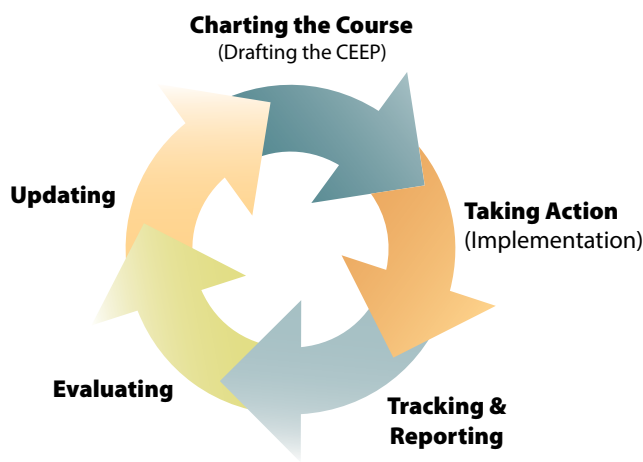 Charting the Course
(Drafting the CEEP)
Taking Action
(Implementation)
Tracking &
Reporting
Evaluating
Updating